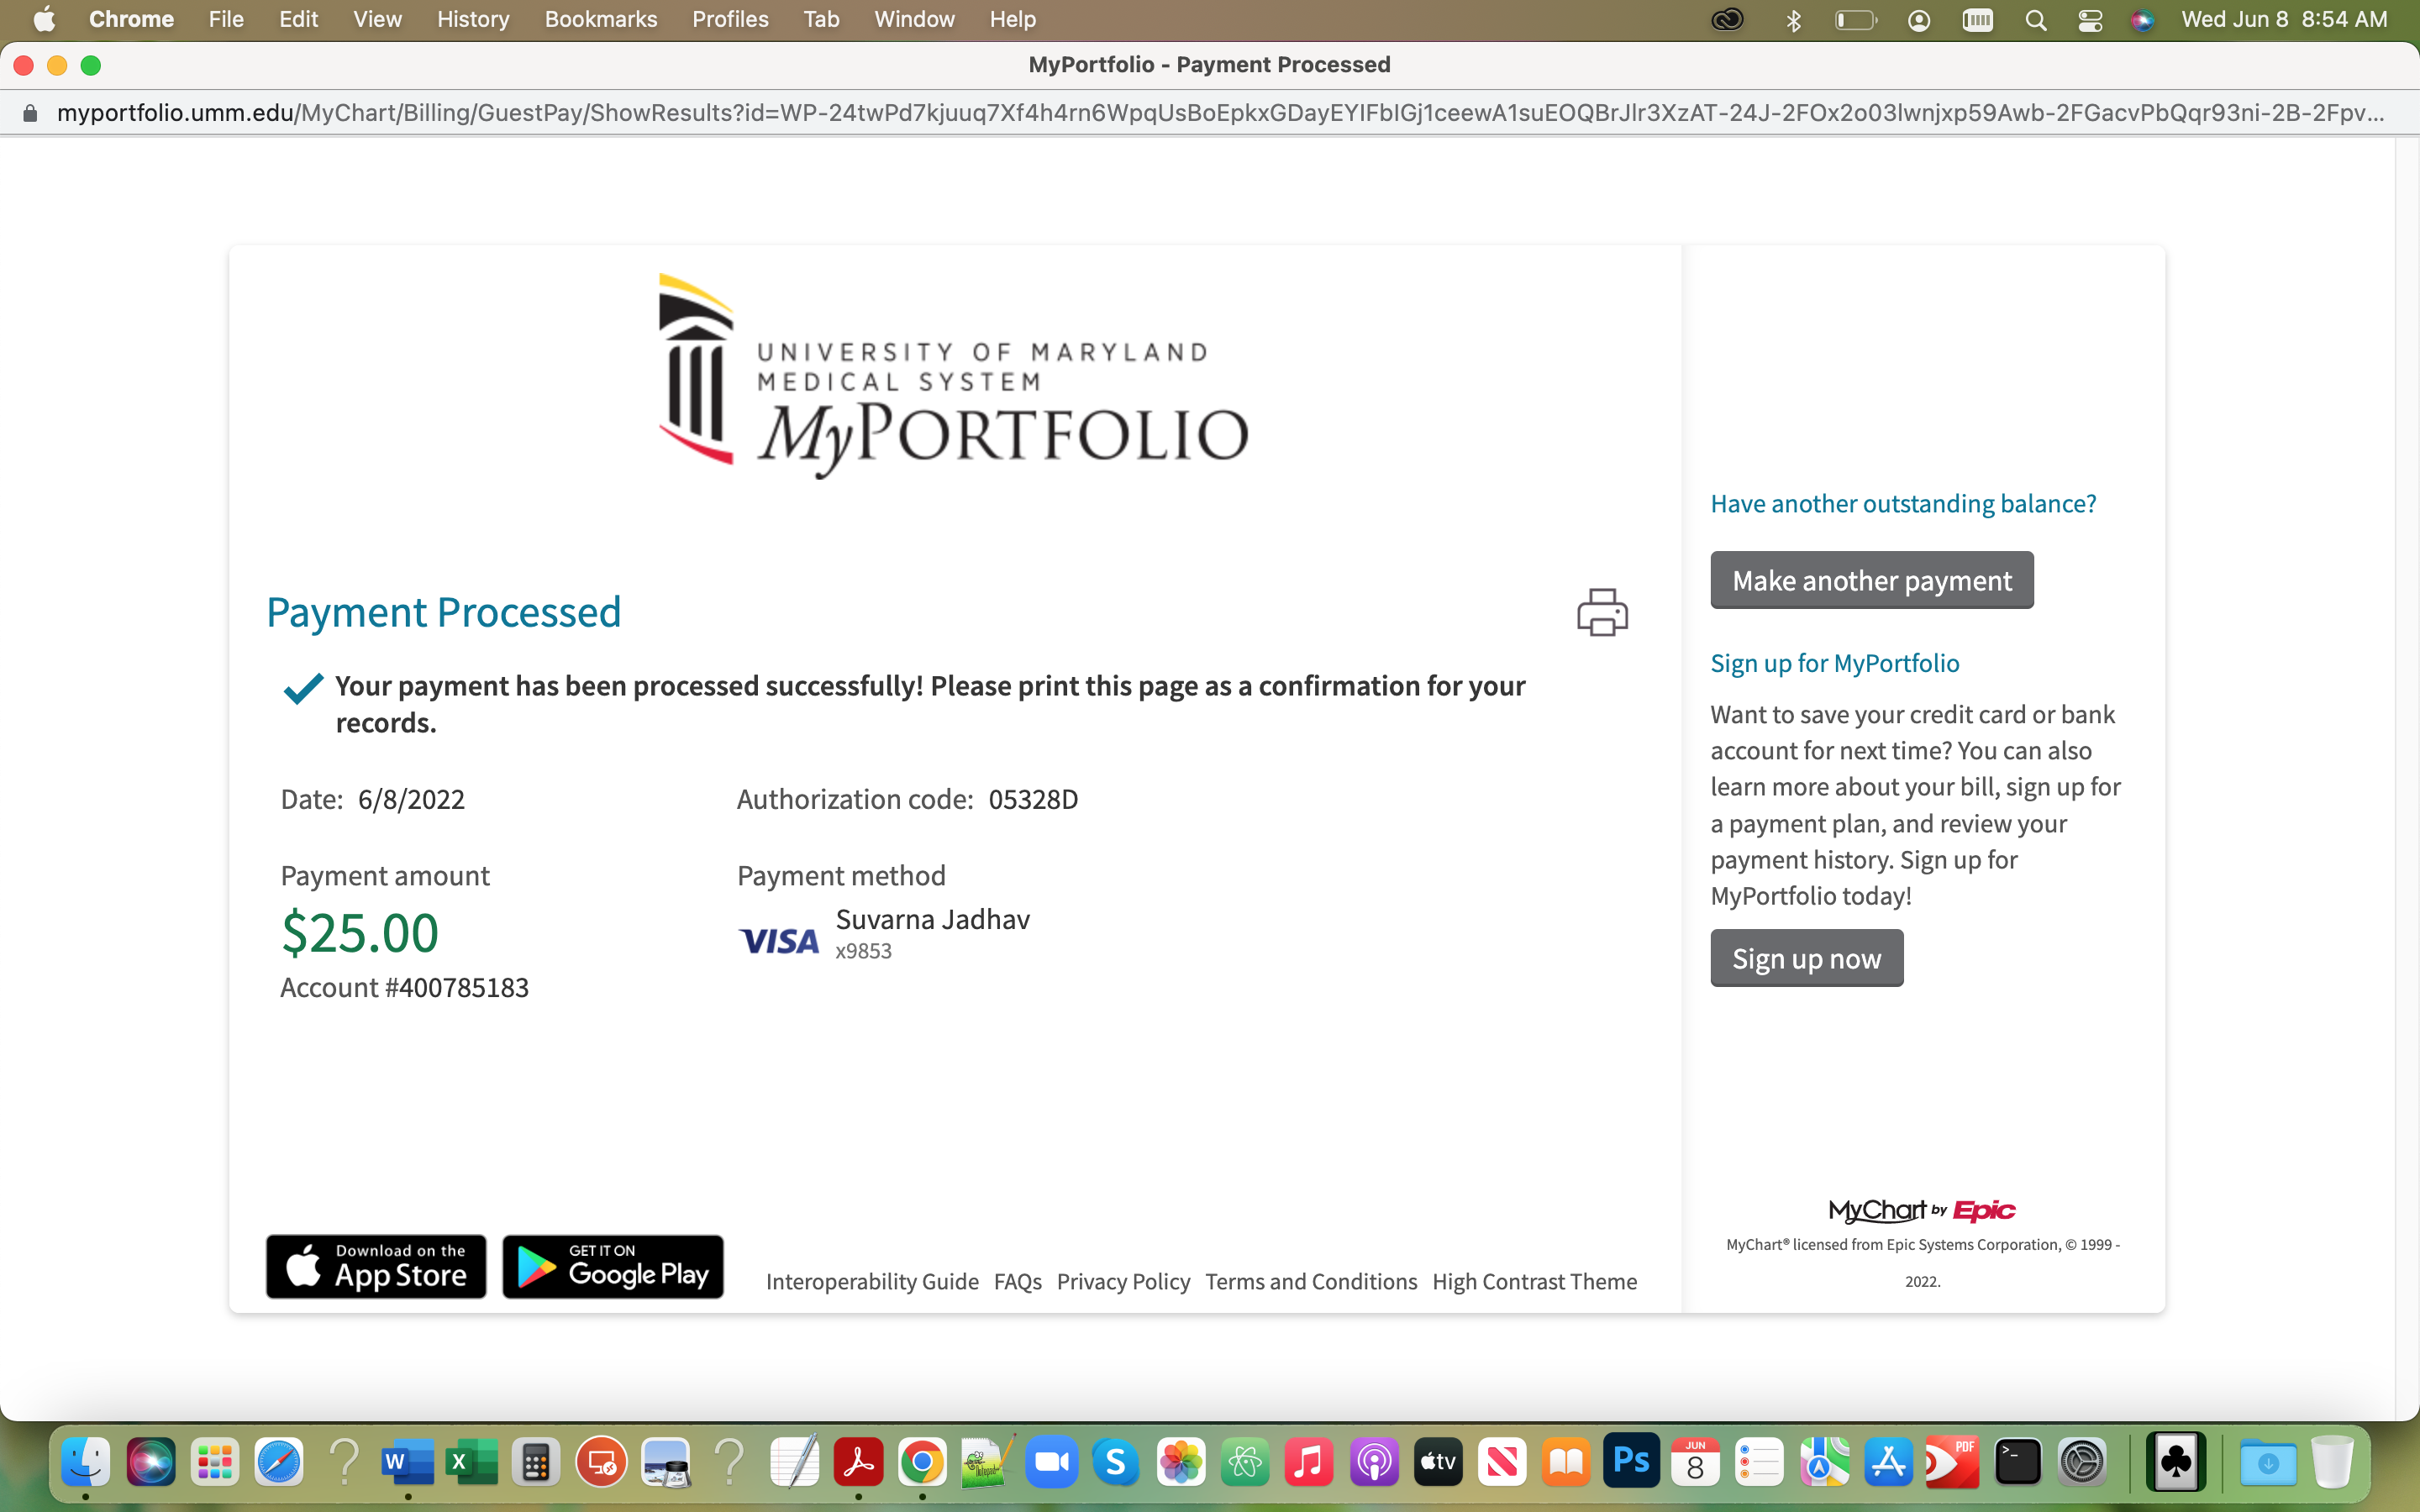 Chrome File Edit View History Bookmarks Profiles Tab Window Help Wed Jun 8 8:54 AM
MyPortfolio - Payment Processed
myportfolio.umm.edu/MyChart/Billing/GuestPay/ShowResults?id=WP-24twPd7kjuuq7Xf4h4rn6WpqUsBoEpkxGDayEYIFbIGj1ceewA1suEOQBrJlr3XzAT-24J-2FOx2o03lwnjxp59Awb-2FGacvPbQqr93ni-2B-2Fpv...
UNIVERSITY OF MARYLAND
MEDICAL SYSTEM
MyPORTFOLIO
Payment Processed
Your payment has been processed successfully! Please print this page as a confirmation for your
records.
Date: 6/8/2022 Authorization code: 05328D
Payment amount Payment method
$25.00 VISA Suvarna Jadhav
x9853
Account #400785183
Have another outstanding balance?
Make another payment
Sign up for MyPortfolio
Want to save your credit card or bank
account for next time? You can also
learn more about your bill, sign up for
a payment plan, and review your
payment history. Sign up for
MyPortfolio today!
Sign up now
MyChart by Epic
MyChart® licensed from Epic Systems Corporation, © 1999 -
2022.
Download on the
App Store
GET IT ON
Google Play
Interoperability Guide FAQs Privacy Policy Terms and Conditions High Contrast Theme
W X S tv Ps JUN 8 PDF